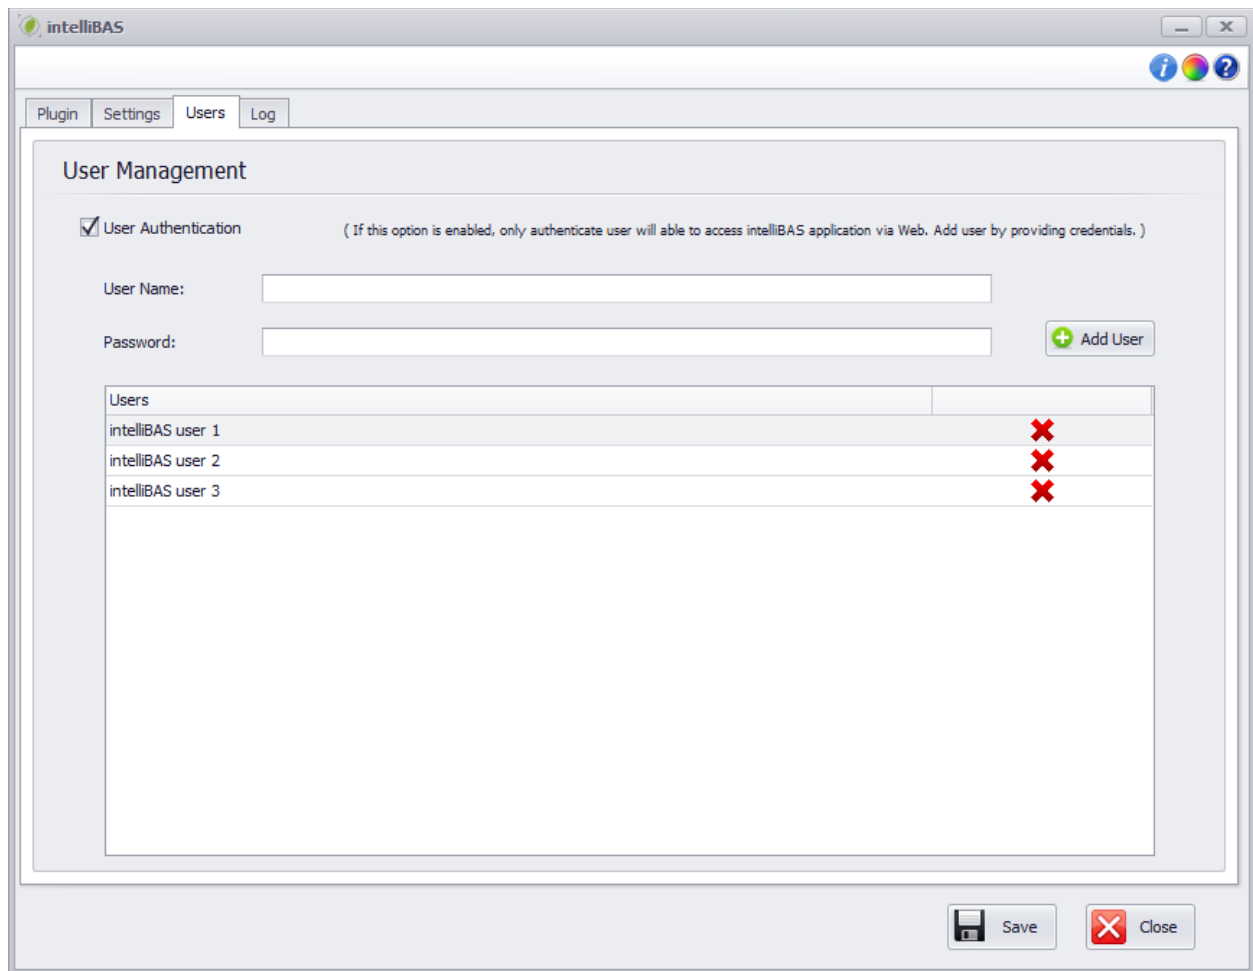 intelliBAS
Plugin Settings Users Log
User Management
User Authentication ( If this option is enabled, only authenticate user will able to access intelliBAS application via Web. Add user by providing credentials. )
User Name:
Password: Add User
Users
intelliBAS user 1
intelliBAS user 2
intelliBAS user 3
Save Close